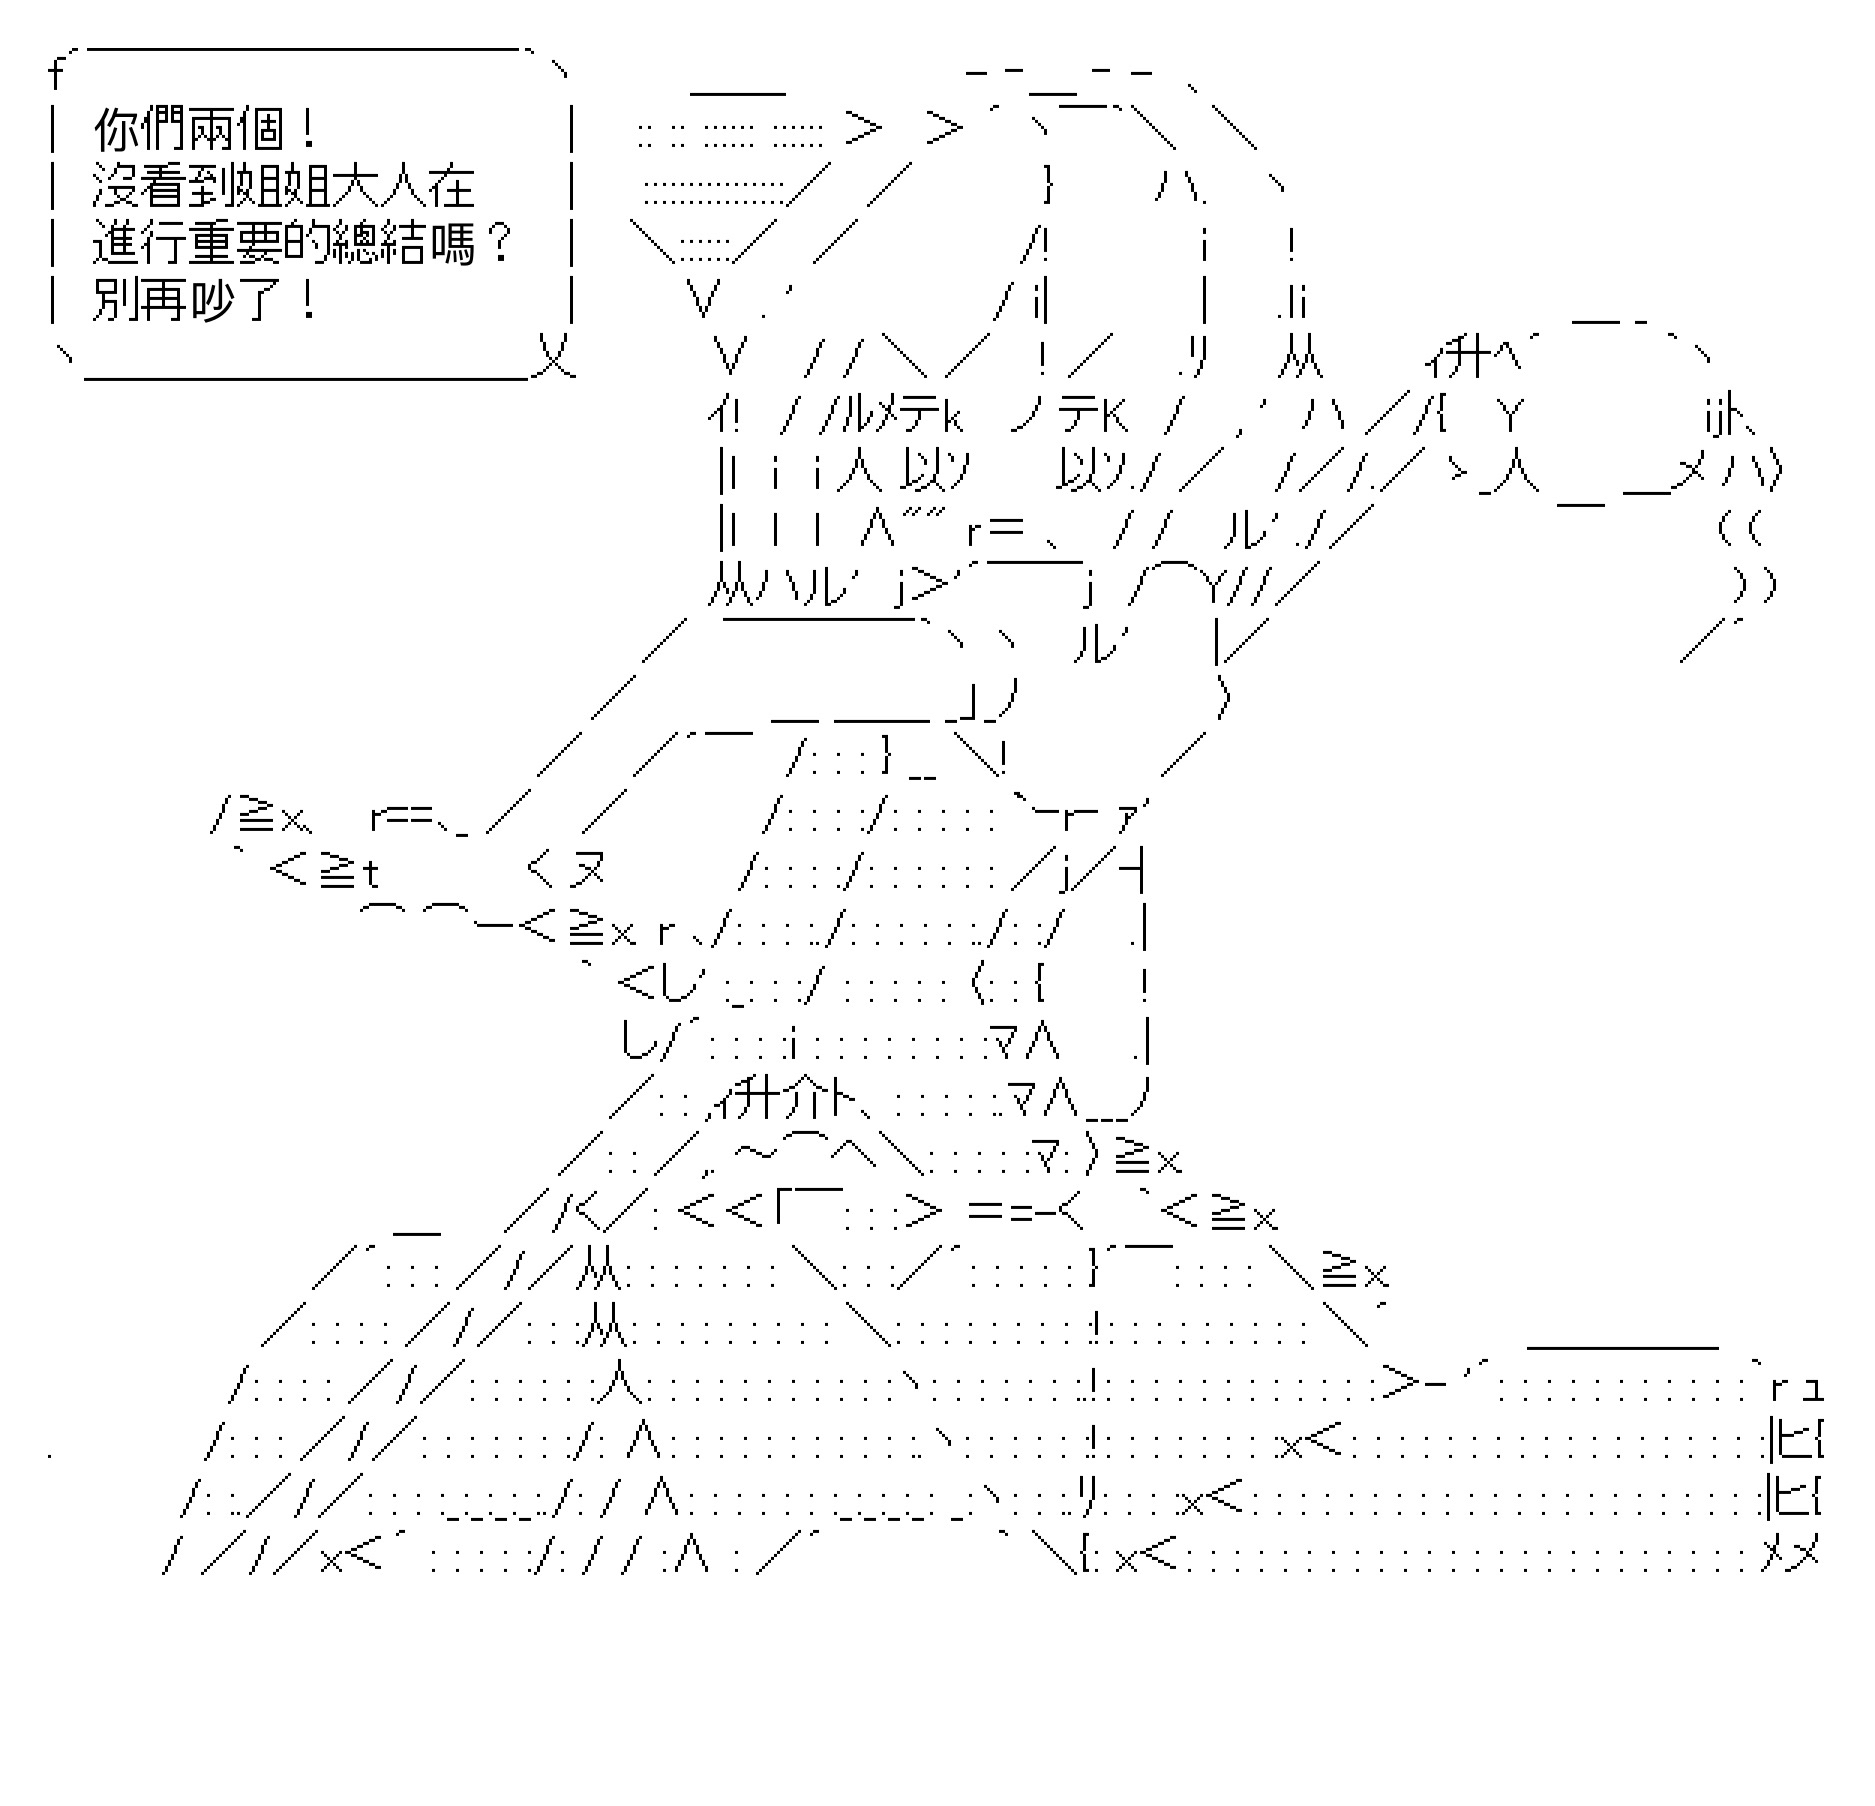 你們兩個！
沒看到姐姐大人在
進行重要的總結嗎？
別再吵了！